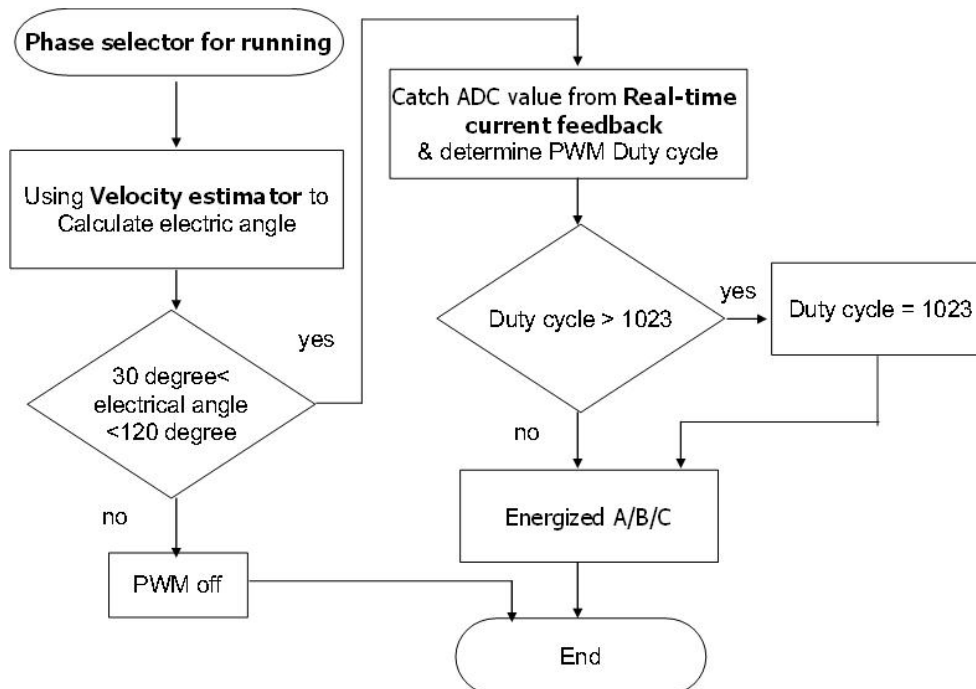 Phase selector for running
Using Velocity estimator to
Calculate electric angle
yes
30 degree<
electrical angle
<120 degree
no
PWM off
Catch ADC value from Real-time
current feedback
& determine PWM Duty cycle
Duty cycle > 1023
yes
Duty cycle = 1023
no
Energized A/B/C
End